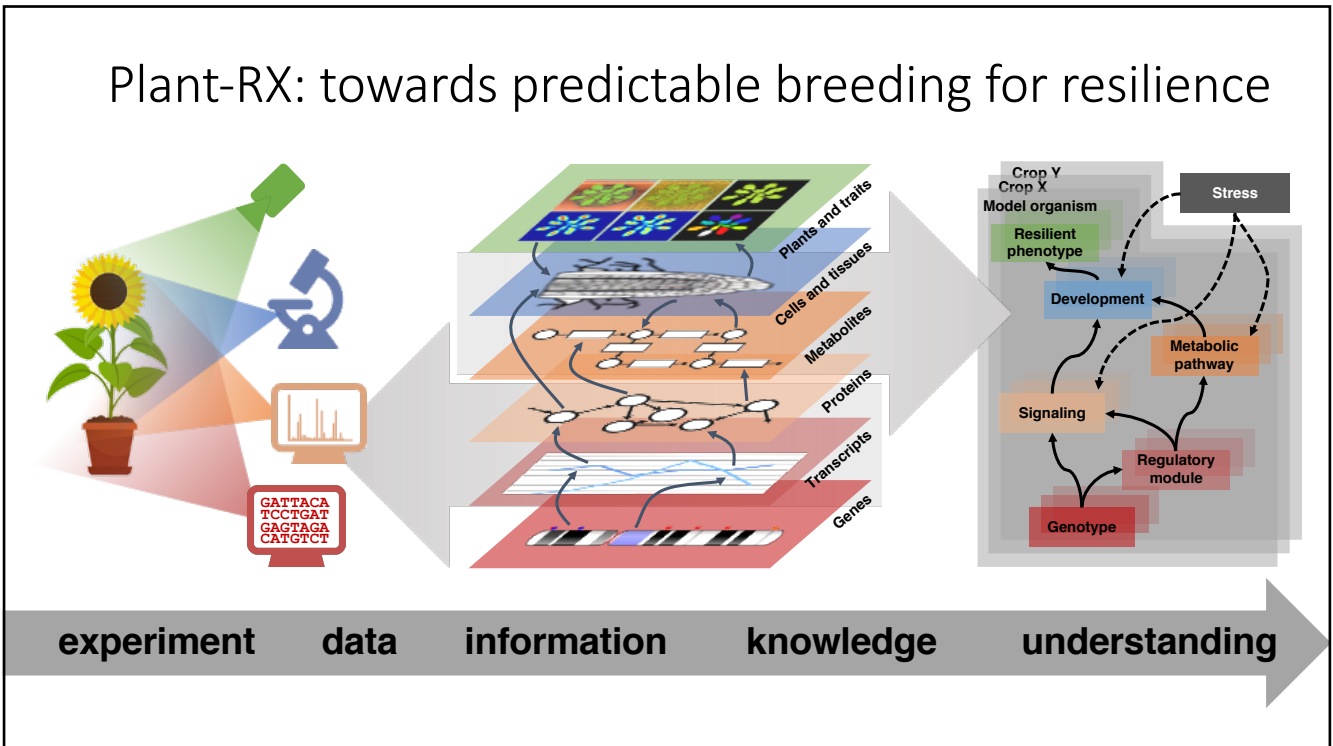 Plant-RX: towards predictable breeding for resilience
GATTACA
TCCTGAT
GAGTAGA
CATGTCT
Plants and traits
Cells and tissues
Metabolites
Proteins
Transcripts
Genes
Crop Y
Crop X
Model organism
Resilient
phenotype
Stress
Development
Metabolic
pathway
Signaling
Regulatory
module
Genotype
experiment data information knowledge understanding